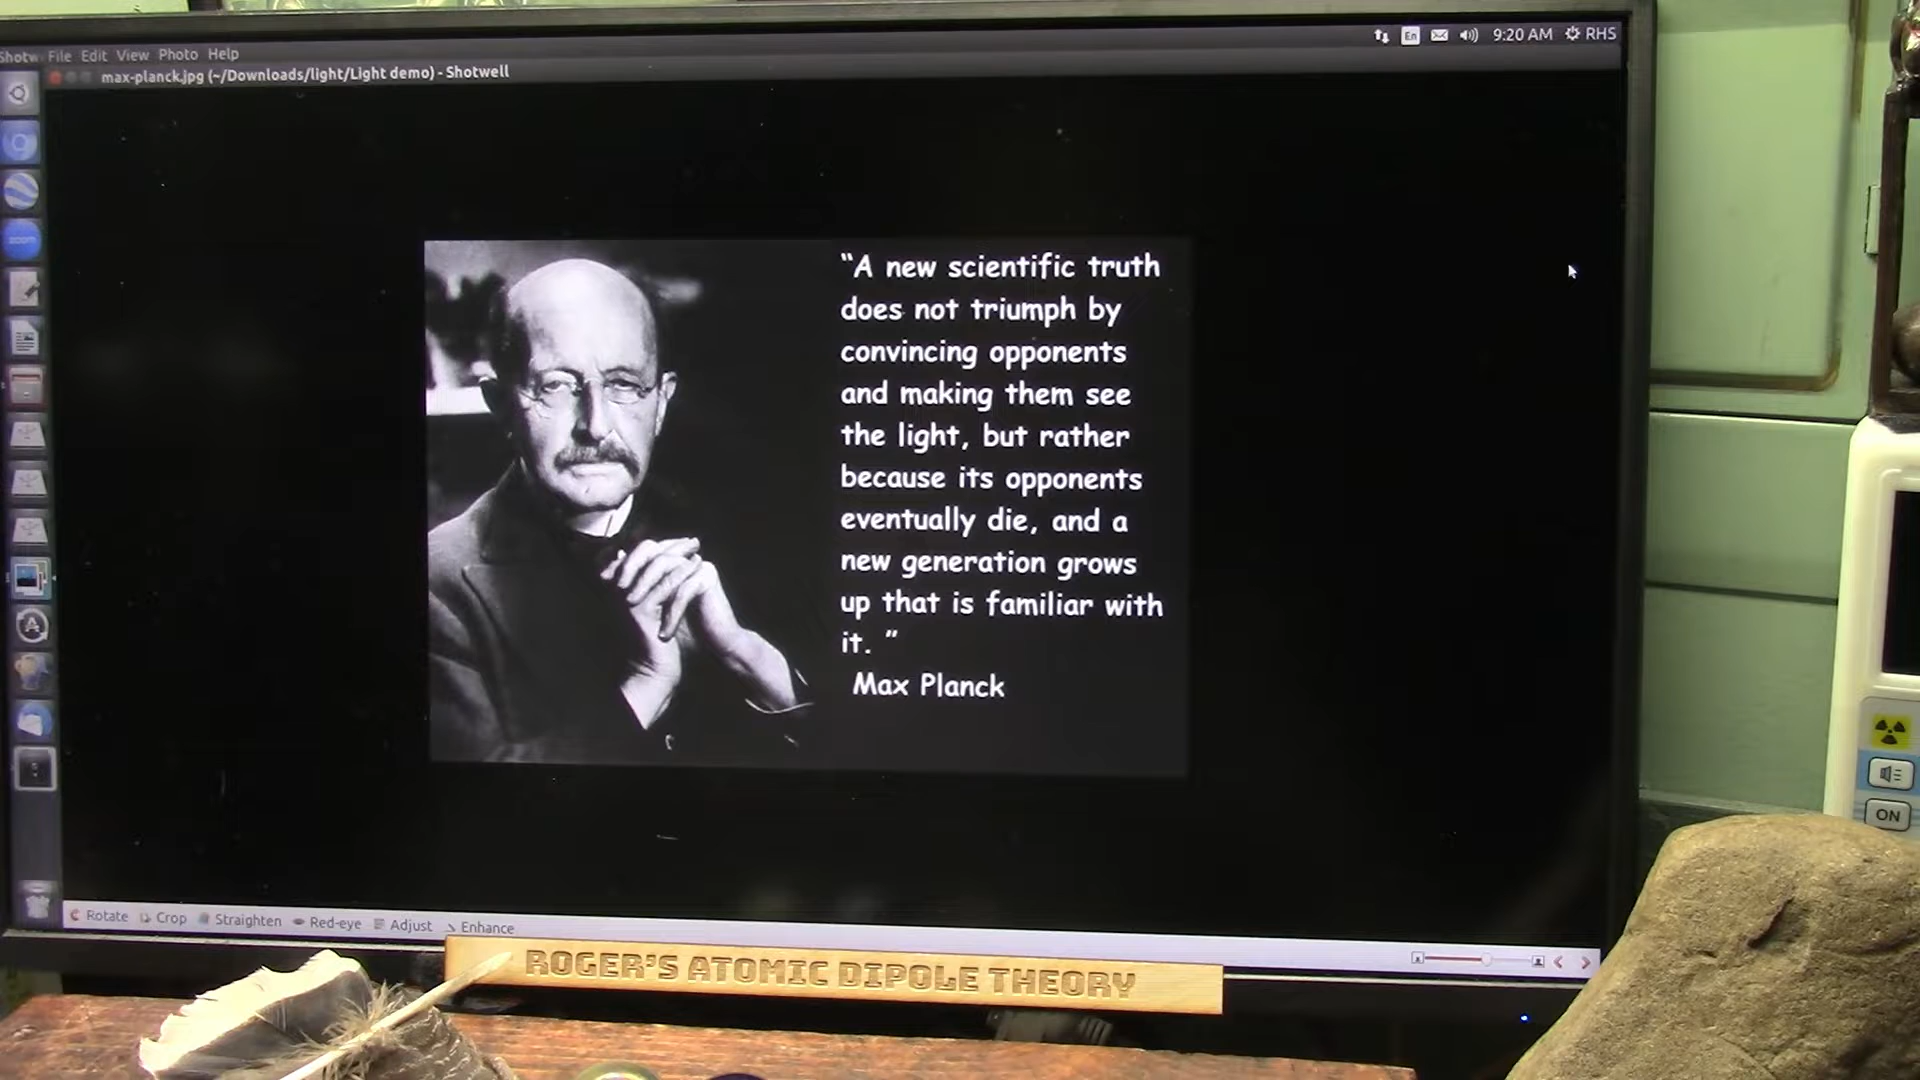 Shotw File Edit View Photo Help
En 9:20 AM RHS
max-planck.jpg (~/Downloads/light/Light demo) - Shotwell
zoom
“A new scientific truth
does not triumph by
convincing opponents
and making them see
the light, but rather
because its opponents
eventually die, and a
new generation grows
up that is familiar with
it. ”
Max Planck
ON
Rotate Crop Straighten Red-eye Adjust Enhance
ROGER'S ATOMIC DIPOLE THEORY